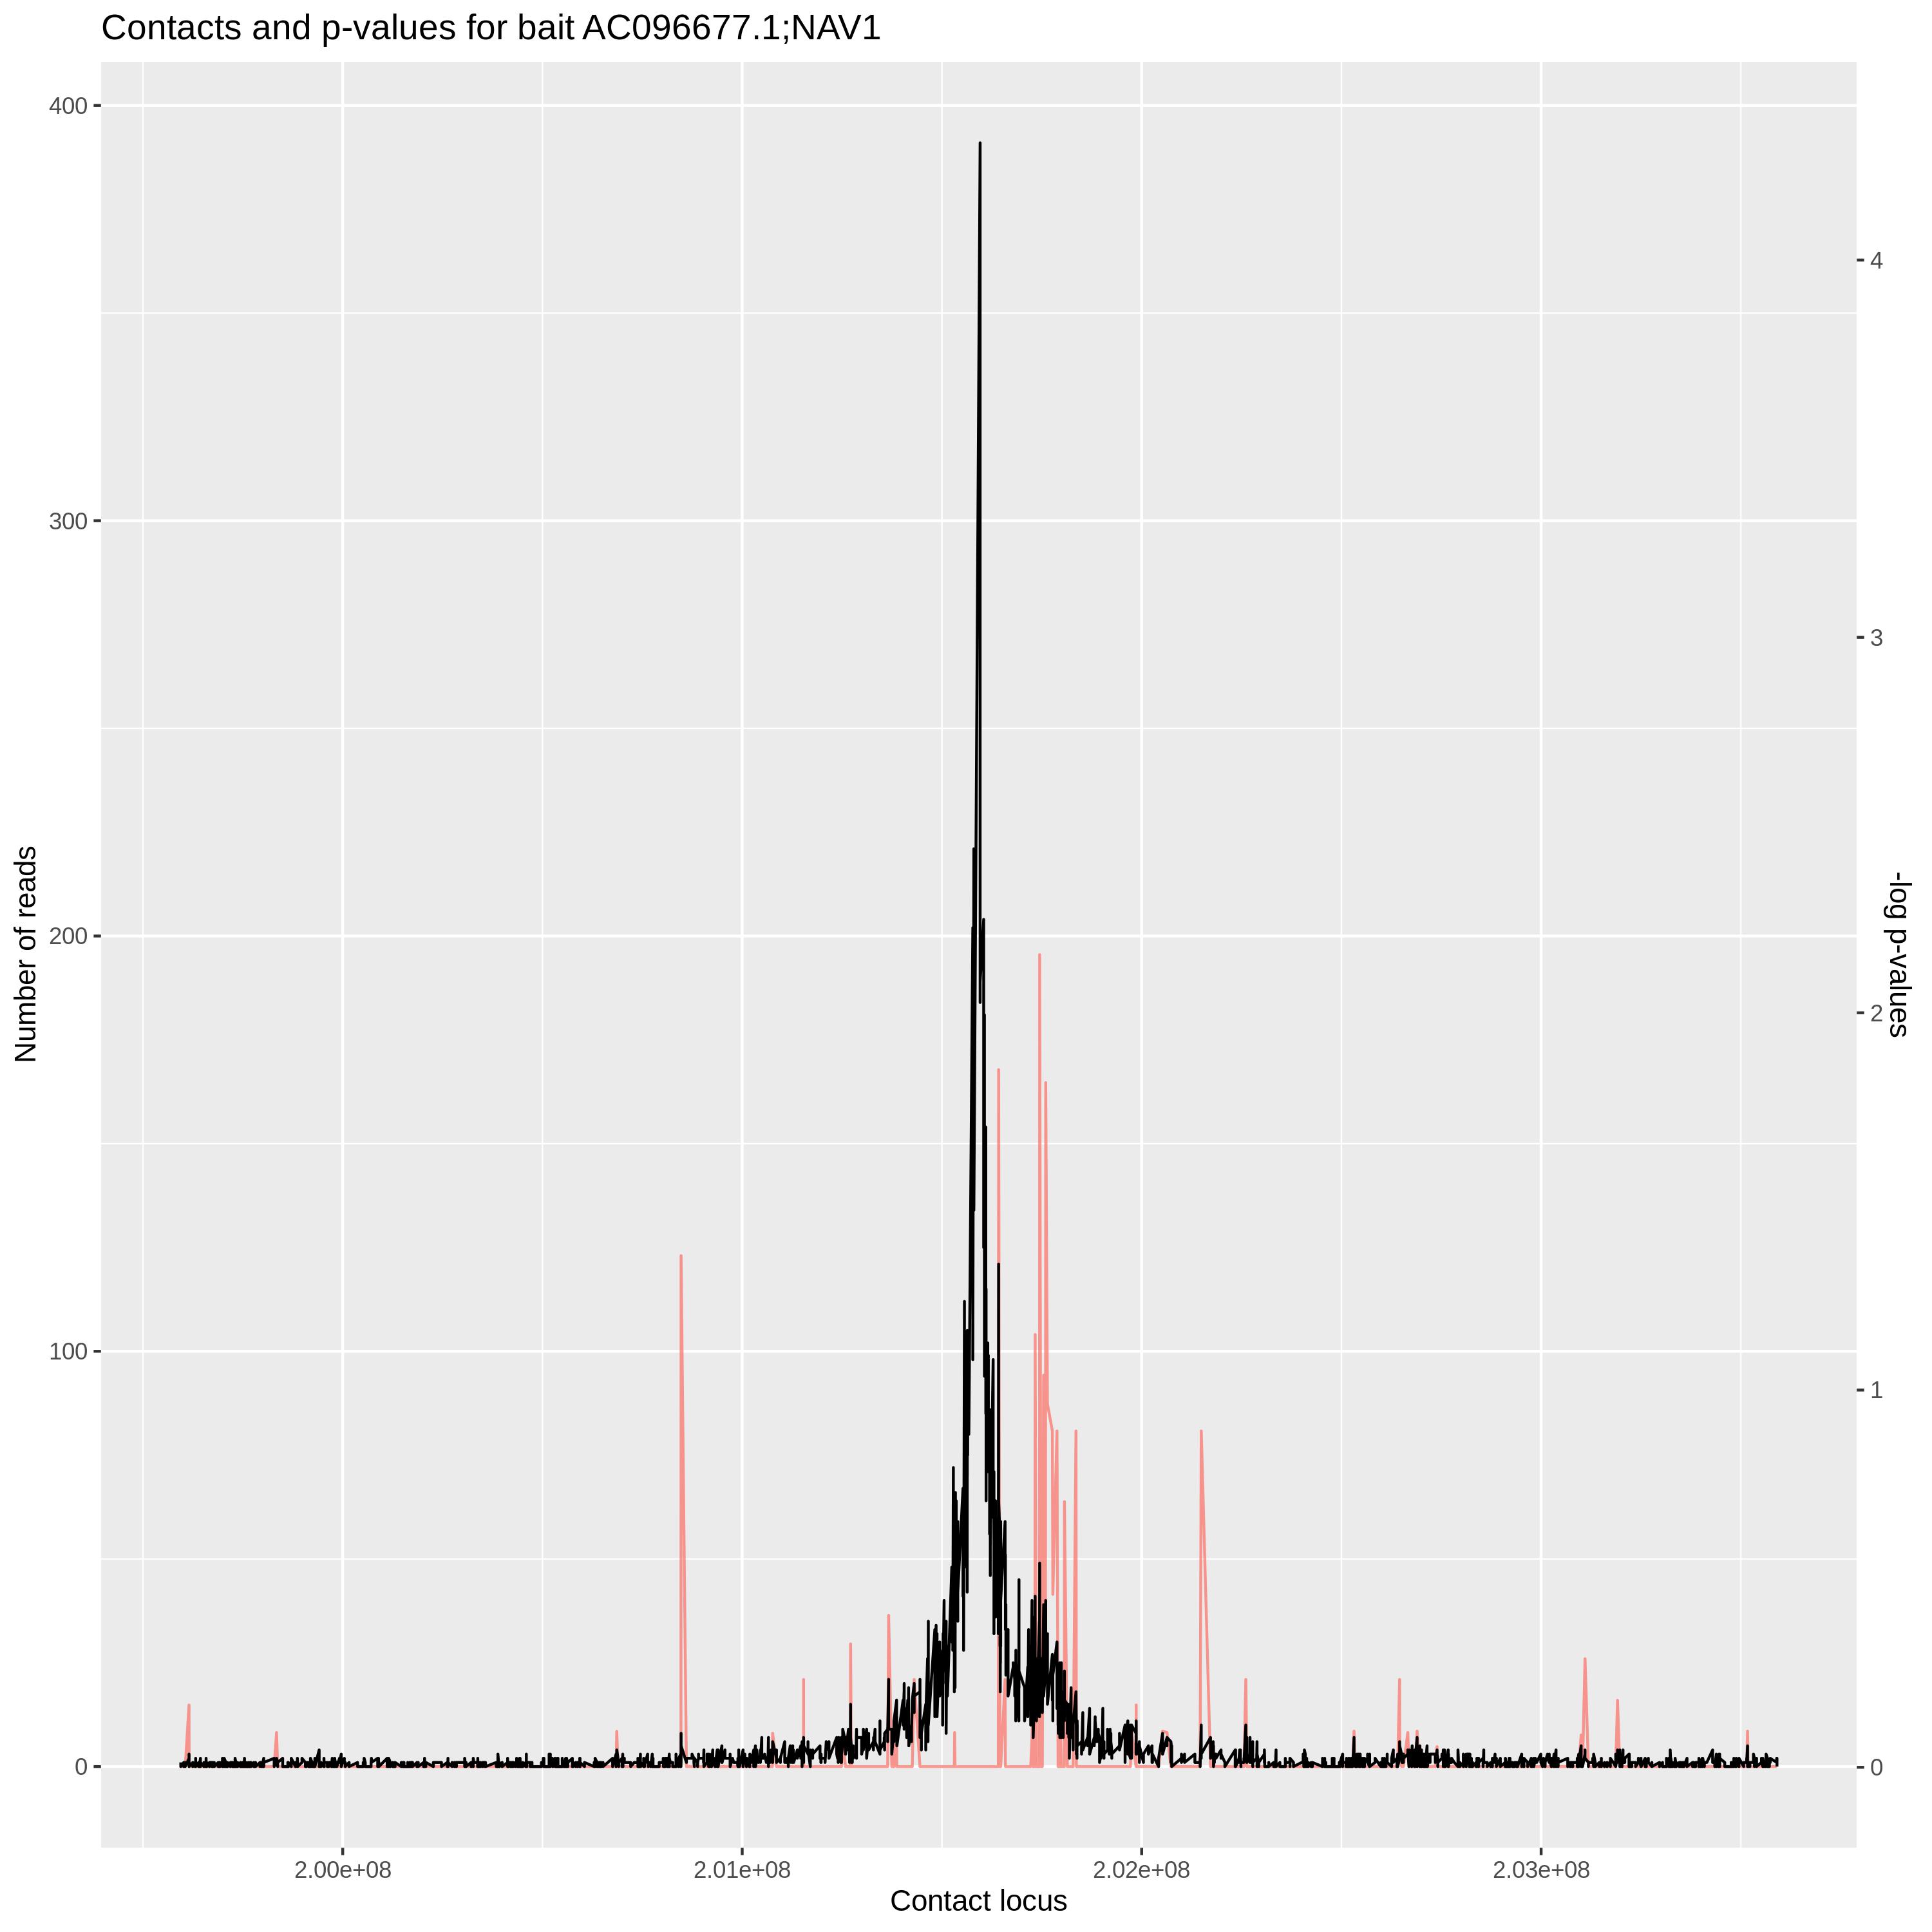 Contacts and p-values for bait AC096677.1;NAV1
400
300
200
100
0
Number of reads
4
3
2
1
0
-log p-values
2.00e+08
2.01e+08
2.02e+08
2.03e+08
Contact locus